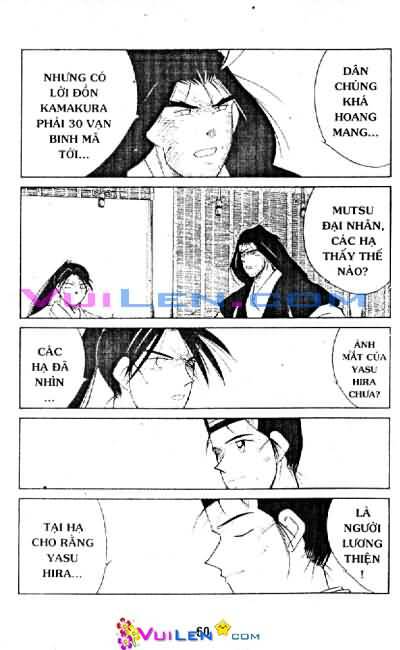 DÂN
CHÚNG
KHÁ
HOANG
MANG...
NHƯNG CÓ
LỜI ĐỒN
KAMAKURA
PHÁI 30 VẠN
BINH MÃ
TỚI...
MUTSU
ĐẠI NHÂN,
CÁC HẠ
THẤY THẾ
NÀO?
VuiLen.com
ÁNH
MẮT CỦA
YASU
HIRA
CHƯA?
CÁC
HẠ ĐÃ
NHÌN
...
LÀ
NGƯỜI
LƯƠNG
THIỆN
!
TẠI HẠ
CHO RẰNG
YASU
HIRA...
60
VuiLen.com